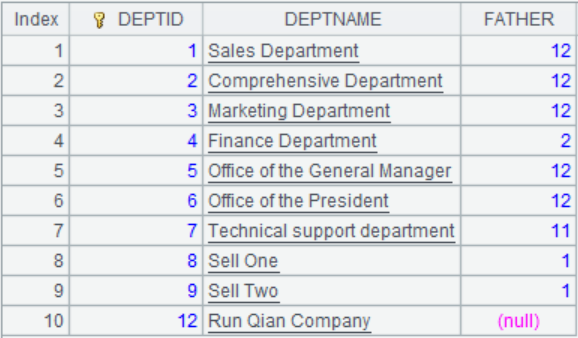 Index DEPTID DEPTNAME FATHER
1 1 Sales Department 12
2 2 Comprehensive Department 12
3 3 Marketing Department 12
4 4 Finance Department 2
5 5 Office of the General Manager 12
6 6 Office of the President 12
7 7 Technical support department 11
8 8 Sell One 1
9 9 Sell Two 1
10 12 Run Qian Company (null)